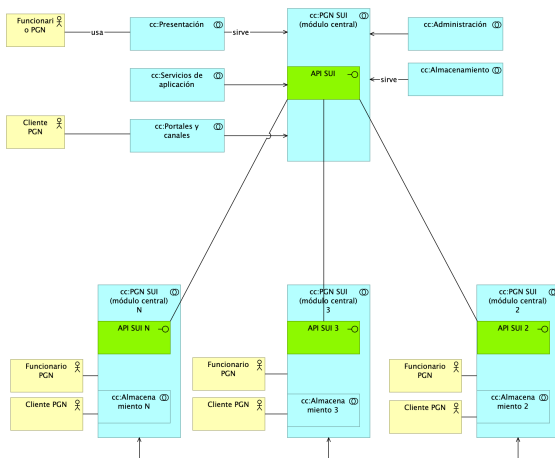 Funcionari
o PGN
usa
cc:Presentación
sirve
cc:PGN SUI
(módulo central)
cc:Administración
cc:Servicios de
aplicación
API SUI
sirve
cc:Almacenamiento
Cliente
PGN
cc:Portales y
canales
cc:PGN SUI
(módulo central)
N
API SUI N
Funcionario
PGN
Cliente PGN
cc:Almacena
miento N
cc:PGN SUI
(módulo central)
3
API SUI 3
Funcionario
PGN
Cliente PGN
cc:Almacena
miento 3
cc:PGN SUI
(módulo central)
2
API SUI 2
Funcionario
PGN
Cliente PGN
cc:Almacena
miento 2